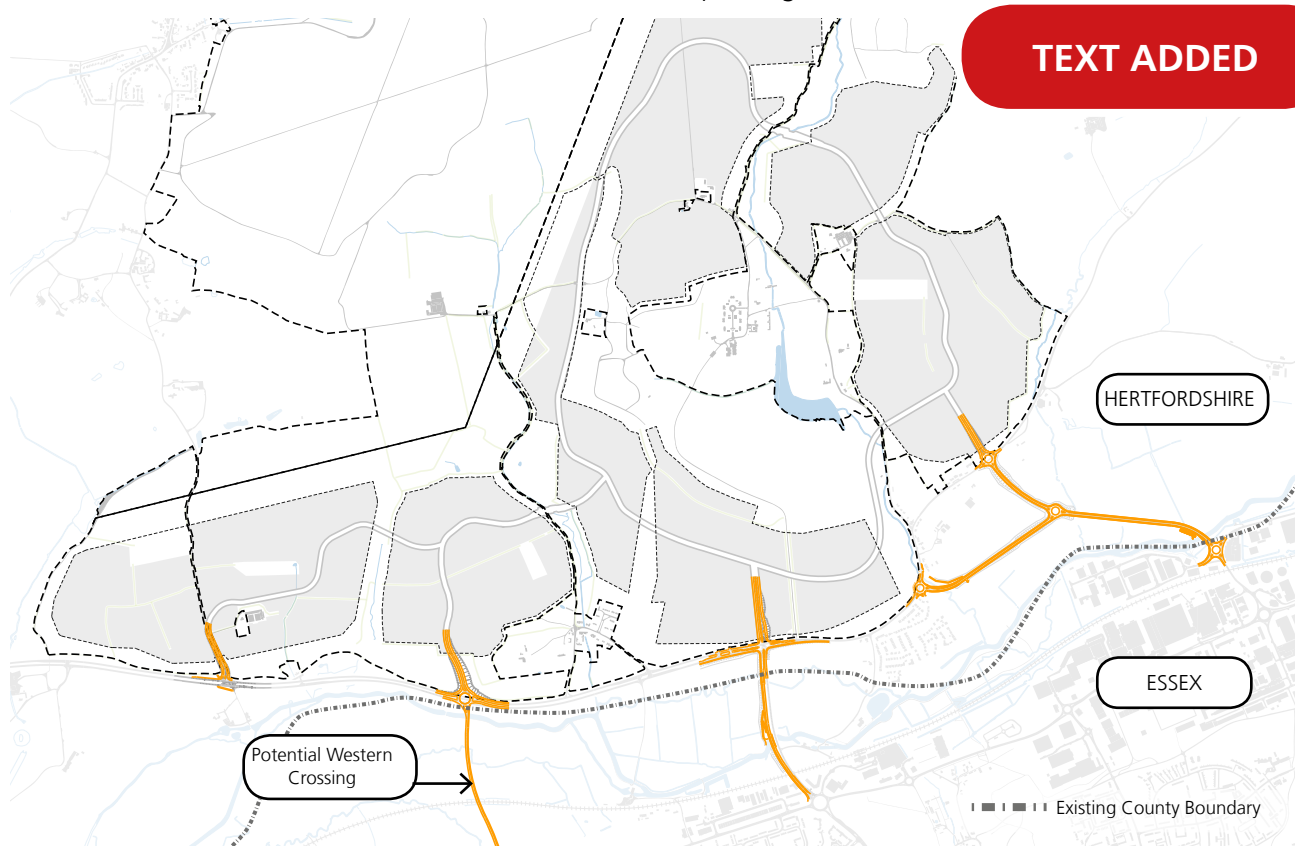 TEXT ADDED
HERTFORDSHIRE
ESSEX
Potential Western
Crossing
Existing County Boundary